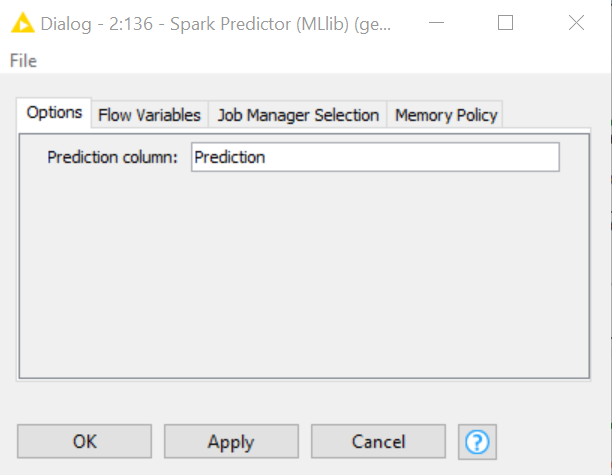 Dialog - 2:136 - Spark Predictor (MLlib) (ge...
File
Options Flow Variables Job Manager Selection Memory Policy
Prediction column: Prediction
OK Apply Cancel ?